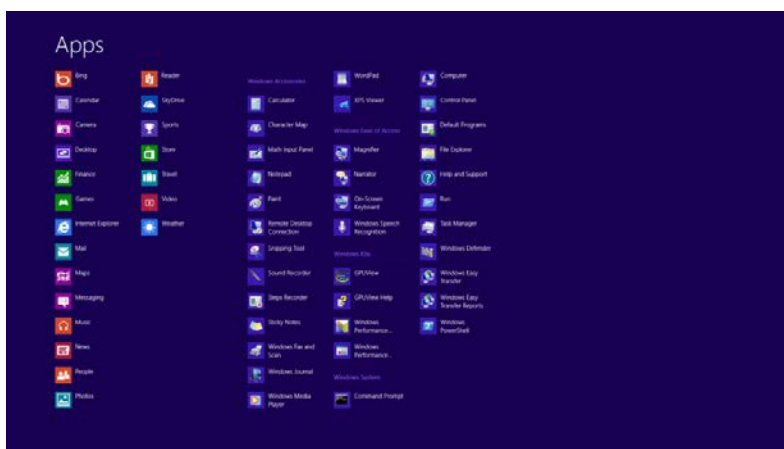 Apps
Bing
Calendar
Camera
Desktop
Finance
Games
Internet Explorer
Mail
Maps
Messaging
Music
News
People
Photos
Reader
SkyDrive
Sports
Store
Travel
Video
Weather
Windows Accessories
Calculator
Character Map
Math Input Panel
Notepad
Paint
Remote Desktop
Connection
Snipping Tool
Sound Recorder
Steps Recorder
Sticky Notes
Windows Fax and
Scan
Windows Journal
Windows Media
Player
WordPad
XPS Viewer
Windows Ease of Access
Magnifier
Narrator
On-Screen
Keyboard
Windows Speech
Recognition
Windows Kits
GPUView
GPUView Help
Windows
Performance...
Windows
Performance...
Windows System
Command Prompt
Computer
Control Panel
Default Programs
File Explorer
Help and Support
Run
Task Manager
Windows Defender
Windows Easy
Transfer
Windows Easy
Transfer Reports
Windows
PowerShell